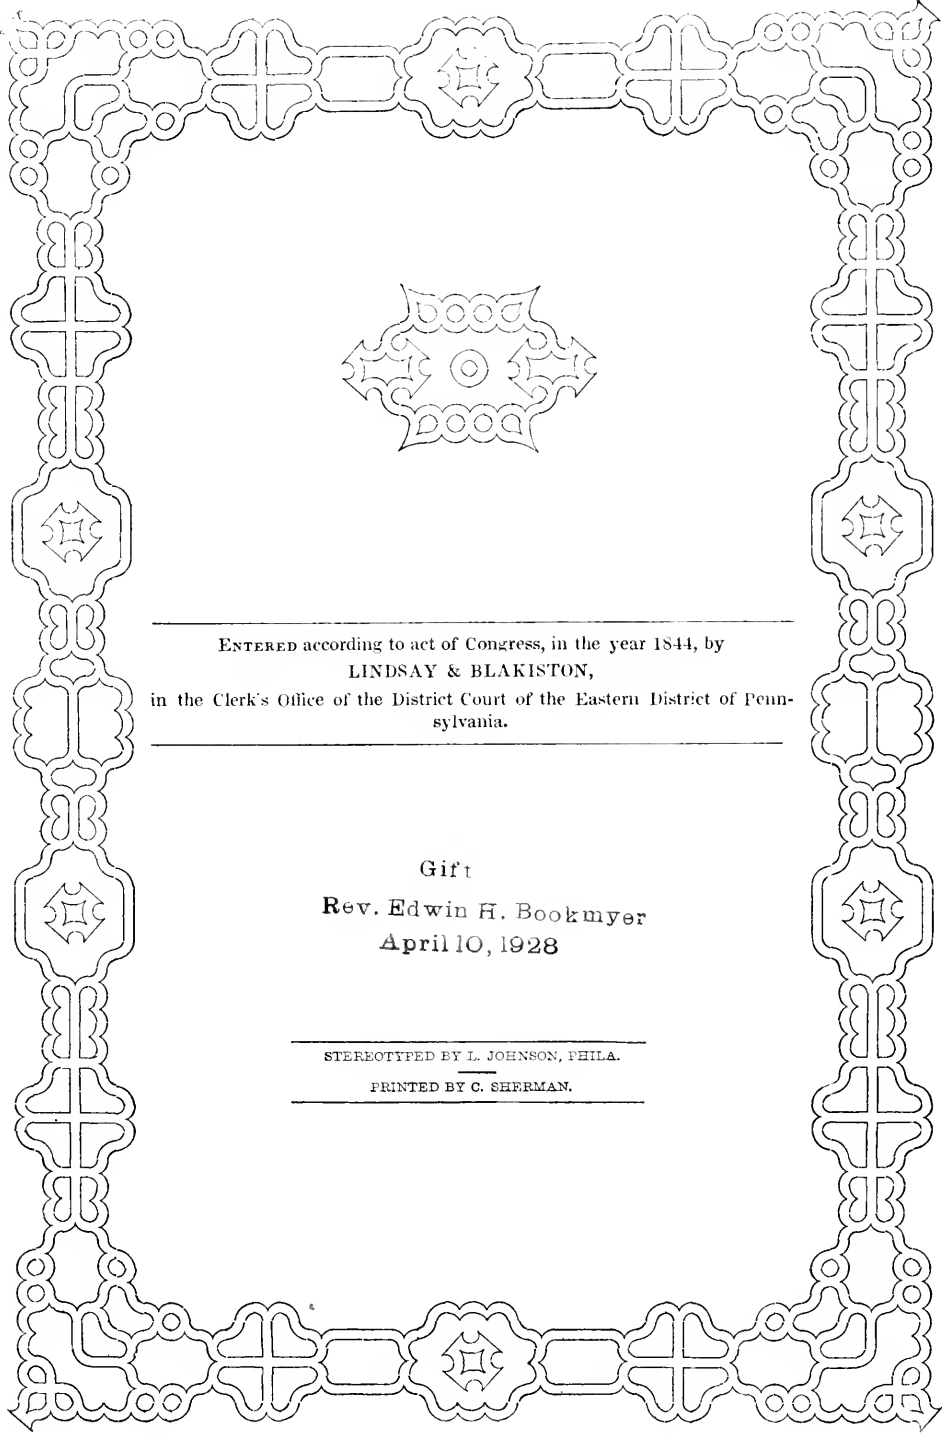 ENTERED according to act of Congress, in the year 1844, by
LINDSAY & BLAKISTON,
in the Clerk's Office of the District Court of the Eastern District of Penn-
sylvania.
Gift
Rev. Edwin H. Bookmyer
April 10, 1928
STEREOTYPED BY L. JOHNSON, PHILA.
PRINTED BY C. SHERMAN.